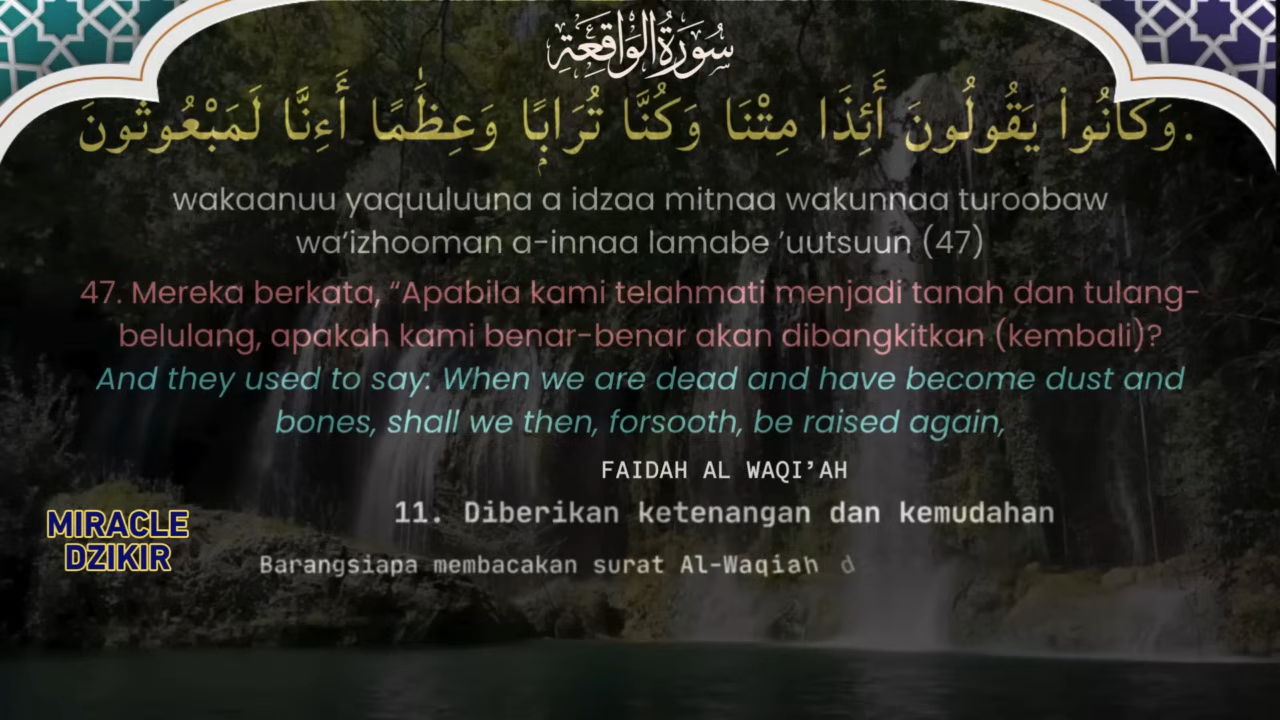 سُورَةُ الْوَاقِعَةِ
وَكَانُوا۟ يَقُولُونَ أَئِذَا مِتْنَا وَكُنَّا تُرَابًۭا وَعِظَٰمًا أَءِنَّا لَمَبْعُوثُونَ.
wakaanuu yaquuluuna a idzaa mitnaa wakunnaa turoobaw
wa‘izhooman a-innaa lamabe ’uutsuun (47)
47. Mereka berkata, “Apabila kami telahmati menjadi tanah dan tulang-
belulang, apakah kami benar-benar akan dibangkitkan (kembali)?
And they used to say: When we are dead and have become dust and
bones, shall we then, forsooth, be raised again,
FAIDAH AL WAQI’AH
11. Diberikan ketenangan dan kemudahan
MIRACLE
DZIKIR
Barangsiapa membacakan surat Al-Waqiah d